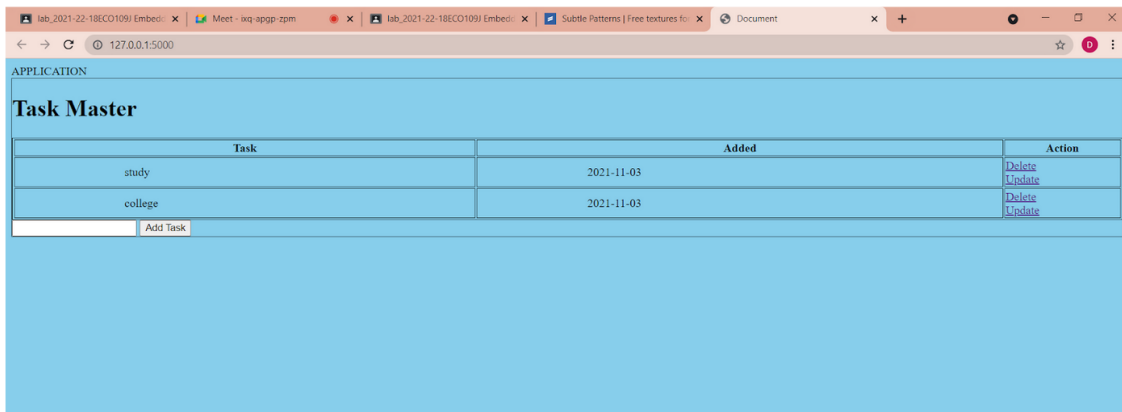 lab_2021-22-18ECO109J Embedd
Meet - ixq-apgp-zpm
lab_2021-22-18ECO109J Embedd
Subtle Patterns | Free textures fo
Document
127.0.0.1:5000
D
APPLICATION
Task Master
Task Added Action
study 2021-11-03 Delete
Update
college 2021-11-03 Delete
Update
Add Task